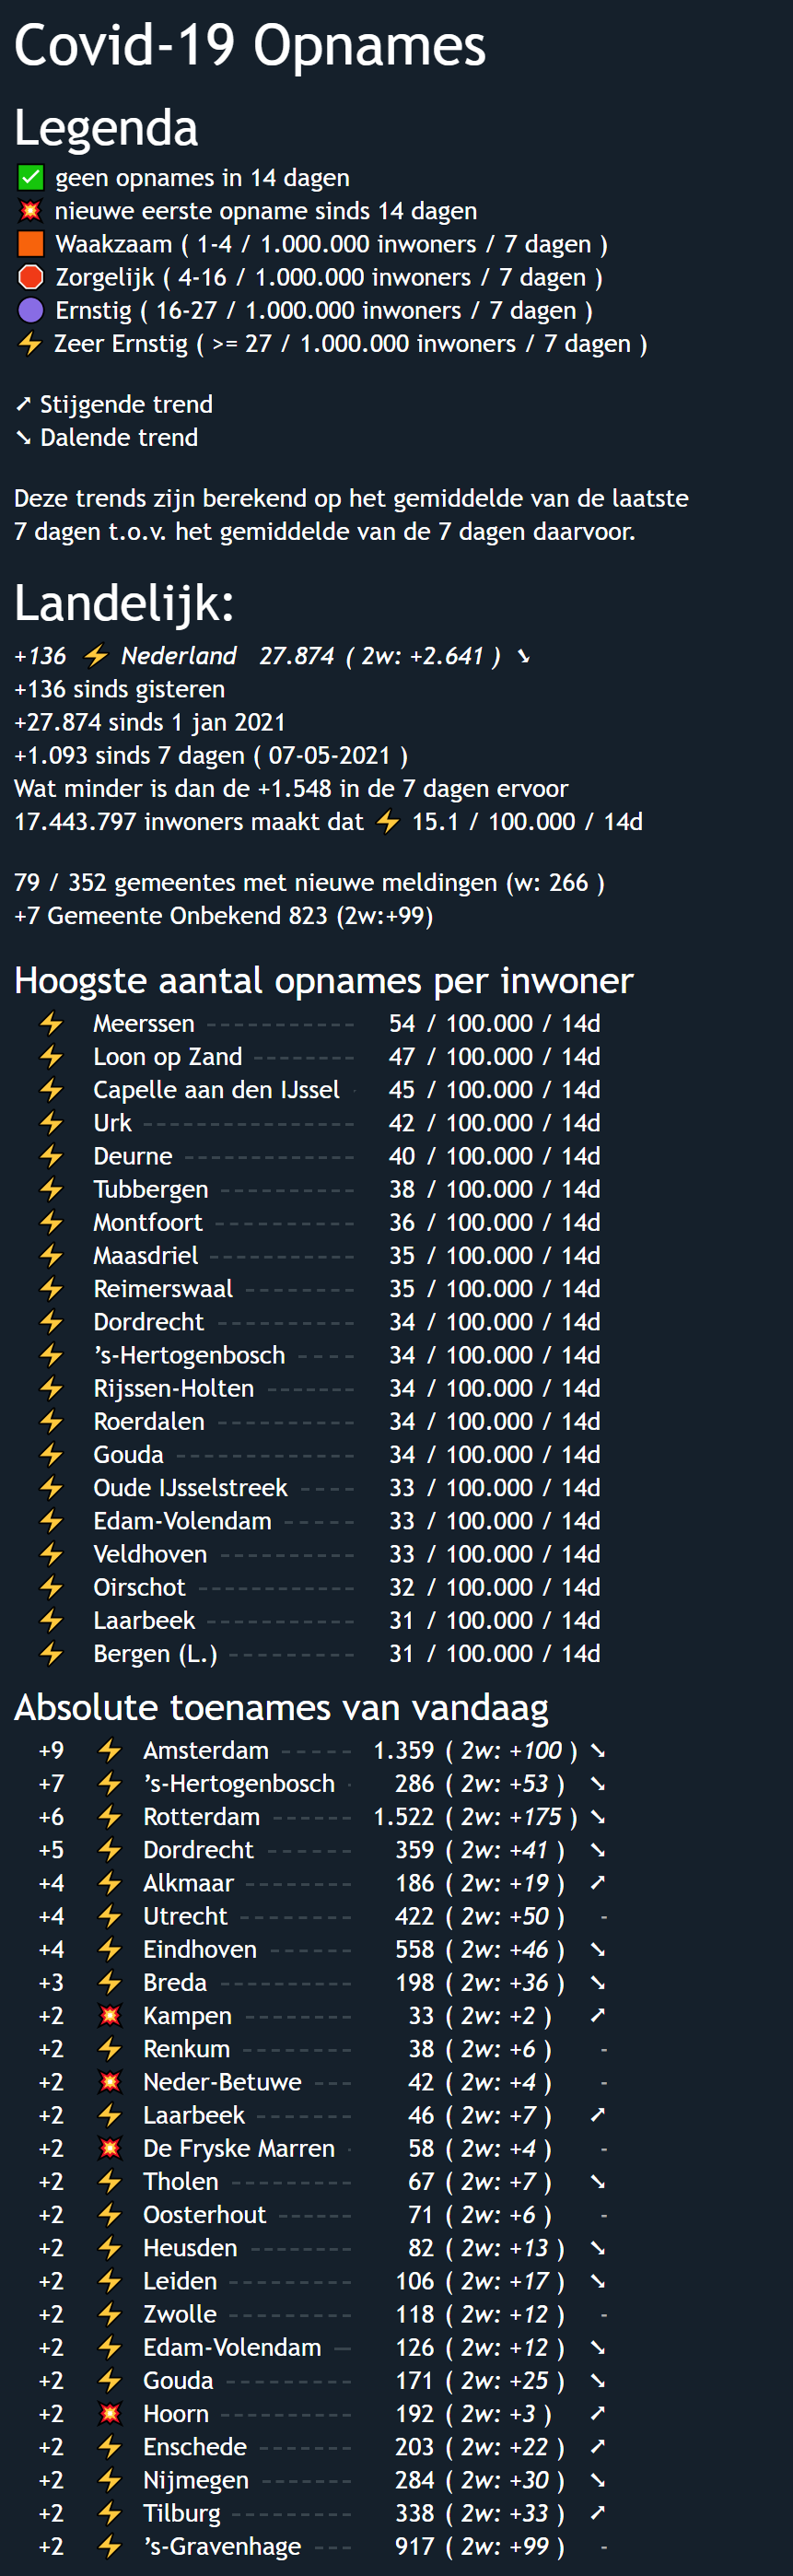 Covid-19 Opnames
Legenda
✅ geen opnames in 14 dagen
💥 nieuwe eerste opname sinds 14 dagen
🟧 Waakzaam ( 1-4 / 1.000.000 inwoners / 7 dagen )
🛑 Zorgelijk ( 4-16 / 1.000.000 inwoners / 7 dagen )
🟣 Ernstig ( 16-27 / 1.000.000 inwoners / 7 dagen )
⚡ Zeer Ernstig ( >= 27 / 1.000.000 inwoners / 7 dagen )
➚ Stijgende trend
➘ Dalende trend
Deze trends zijn berekend op het gemiddelde van de laatste
7 dagen t.o.v. het gemiddelde van de 7 dagen daarvoor.
Landelijk:
+136 ⚡ Nederland 27.874 ( 2w: +2.641 ) ➘
+136 sinds gisteren
+27.874 sinds 1 jan 2021
+1.093 sinds 7 dagen ( 07-05-2021 )
Wat minder is dan de +1.548 in de 7 dagen ervoor
17.443.797 inwoners maakt dat ⚡ 15.1 / 100.000 / 14d
79 / 352 gemeentes met nieuwe meldingen (w: 266 )
+7 Gemeente Onbekend 823 (2w:+99)
Hoogste aantal opnames per inwoner
⚡ Meerssen ----------- 54 / 100.000 / 14d
⚡ Loon op Zand ------- 47 / 100.000 / 14d
⚡ Capelle aan den IJssel - 45 / 100.000 / 14d
⚡ Urk ---------------- 42 / 100.000 / 14d
⚡ Deurne ------------- 40 / 100.000 / 14d
⚡ Tubbergen ---------- 38 / 100.000 / 14d
⚡ Montfoort ---------- 36 / 100.000 / 14d
⚡ Maasdriel ----------- 35 / 100.000 / 14d
⚡ Reimerswaal -------- 35 / 100.000 / 14d
⚡ Dordrecht ----------- 34 / 100.000 / 14d
⚡ ’s-Hertogenbosch ---- 34 / 100.000 / 14d
⚡ Rijssen-Holten ------- 34 / 100.000 / 14d
⚡ Roerdalen ---------- 34 / 100.000 / 14d
⚡ Gouda ------------- 34 / 100.000 / 14d
⚡ Oude IJsselstreek ---- 33 / 100.000 / 14d
⚡ Edam-Volendam ----- 33 / 100.000 / 14d
⚡ Veldhoven ---------- 33 / 100.000 / 14d
⚡ Oirschot ------------ 32 / 100.000 / 14d
⚡ Laarbeek ----------- 31 / 100.000 / 14d
⚡ Bergen (L.) --------- 31 / 100.000 / 14d
Absolute toenames van vandaag
+9 ⚡ Amsterdam ----- 1.359 ( 2w: +100 ) ➘
+7 ⚡ ’s-Hertogenbosch - 286 ( 2w: +53 ) ➘
+6 ⚡ Rotterdam ------ 1.522 ( 2w: +175 ) ➘
+5 ⚡ Dordrecht ------- 359 ( 2w: +41 ) ➘
+4 ⚡ Alkmaar -------- 186 ( 2w: +19 ) ➚
+4 ⚡ Utrecht -------- 422 ( 2w: +50 ) -
+4 ⚡ Eindhoven ------ 558 ( 2w: +46 ) ➘
+3 ⚡ Breda ---------- 198 ( 2w: +36 ) ➘
+2 💥 Kampen -------- 33 ( 2w: +2 ) ➚
+2 ⚡ Renkum -------- 38 ( 2w: +6 ) -
+2 💥 Neder-Betuwe --- 42 ( 2w: +4 ) -
+2 ⚡ Laarbeek ------- 46 ( 2w: +7 ) ➚
+2 💥 De Fryske Marren - 58 ( 2w: +4 ) -
+2 ⚡ Tholen --------- 67 ( 2w: +7 ) ➘
+2 ⚡ Oosterhout ------ 71 ( 2w: +6 ) -
+2 ⚡ Heusden -------- 82 ( 2w: +13 ) ➘
+2 ⚡ Leiden --------- 106 ( 2w: +17 ) ➘
+2 ⚡ Zwolle --------- 118 ( 2w: +12 ) -
+2 ⚡ Edam-Volendam -- 126 ( 2w: +12 ) ➘
+2 ⚡ Gouda ---------- 171 ( 2w: +25 ) ➘
+2 💥 Hoorn ---------- 192 ( 2w: +3 ) ➚
+2 ⚡ Enschede ------- 203 ( 2w: +22 ) ➚
+2 ⚡ Nijmegen ------- 284 ( 2w: +30 ) ➘
+2 ⚡ Tilburg --------- 338 ( 2w: +33 ) ➚
+2 ⚡ ’s-Gravenhage --- 917 ( 2w: +99 ) -